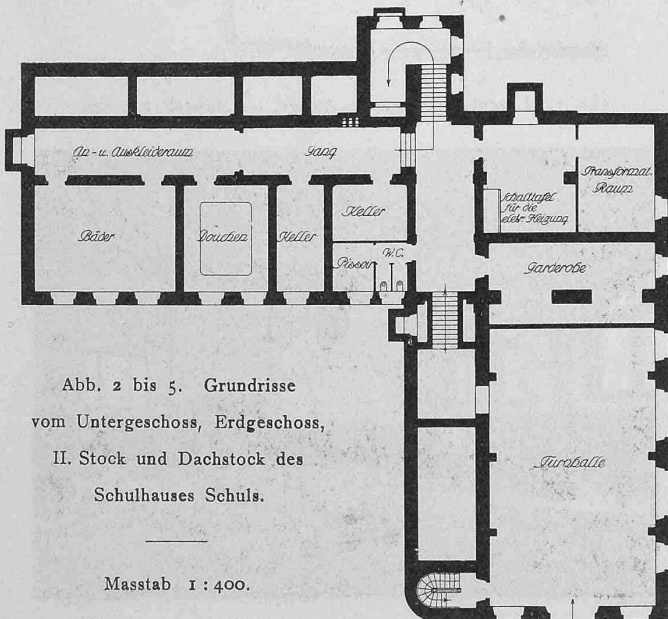 An- u. Auskleideraum
Gang
Transformat.
Raum
Schalttafel
für die
elektr. Heizung
Bäder
Douchen
Keller
Keller
Pissoir
W.C.
Garderobe
Turnhalle
Abb. 2 bis 5. Grundrisse
vom Untergeschoss, Erdgeschoss,
II. Stock und Dachstock des
Schulhauses Schuls.
Masstab 1 : 400.